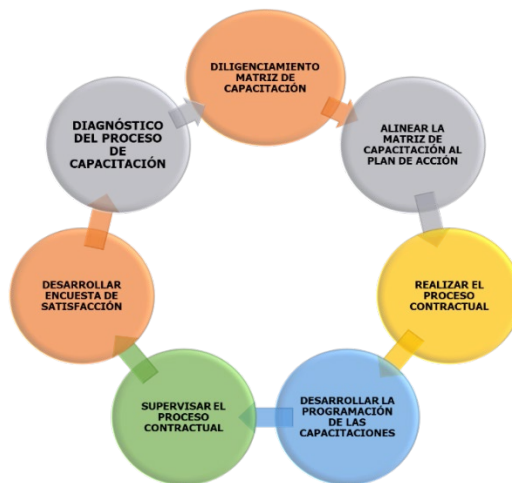 DILIGENCIAMIENTO
MATRIZ DE
CAPACITACIÓN
ALINEAR LA
MATRIZ DE
CAPACITACIÓN AL
PLAN DE ACCIÓN
REALIZAR EL
PROCESO
CONTRACTUAL
DESARROLLAR LA
PROGRAMACIÓN
DE LAS
CAPACITACIONES
SUPERVISAR EL
PROCESO
CONTRACTUAL
DESARROLLAR
ENCUESTA DE
SATISFACCIÓN
DIAGNÓSTICO
DEL PROCESO
DE
CAPACITACIÓN